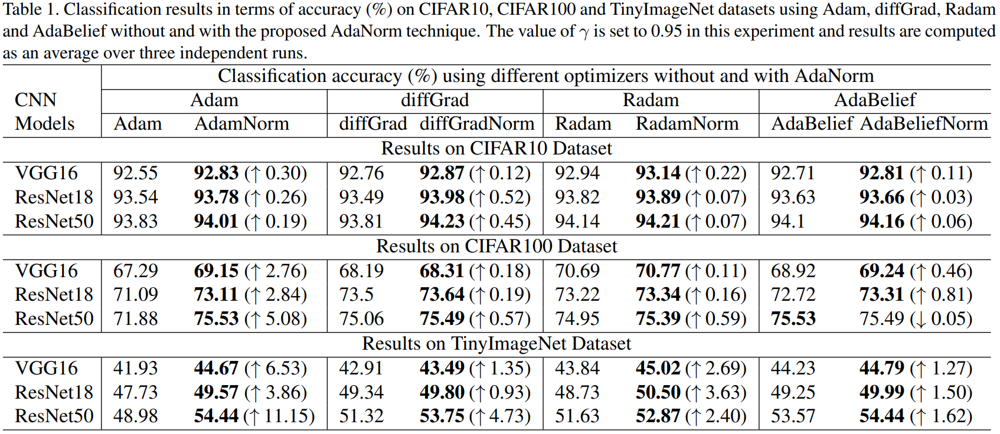 Table 1. Classification results in terms of accuracy (%) on CIFAR10, CIFAR100 and TinyImageNet datasets using Adam, diffGrad, Radam
and AdaBelief without and with the proposed AdaNorm technique. The value of γ is set to 0.95 in this experiment and results are computed
as an average over three independent runs.
Classification accuracy (%) using different optimizers without and with AdaNorm
CNN Adam diffGrad Radam AdaBelief
Models Adam AdamNorm diffGrad diffGradNorm Radam RadamNorm AdaBelief AdaBeliefNorm
Results on CIFAR10 Dataset
VGG16 92.55 92.83 (↑ 0.30) 92.76 92.87 (↑ 0.12) 92.94 93.14 (↑ 0.22) 92.71 92.81 (↑ 0.11)
ResNet18 93.54 93.78 (↑ 0.26) 93.49 93.98 (↑ 0.52) 93.82 93.89 (↑ 0.07) 93.63 93.66 (↑ 0.03)
ResNet50 93.83 94.01 (↑ 0.19) 93.81 94.23 (↑ 0.45) 94.14 94.21 (↑ 0.07) 94.1 94.16 (↑ 0.06)
Results on CIFAR100 Dataset
VGG16 67.29 69.15 (↑ 2.76) 68.19 68.31 (↑ 0.18) 70.69 70.77 (↑ 0.11) 68.92 69.24 (↑ 0.46)
ResNet18 71.09 73.11 (↑ 2.84) 73.5 73.64 (↑ 0.19) 73.22 73.34 (↑ 0.16) 72.72 73.31 (↑ 0.81)
ResNet50 71.88 75.53 (↑ 5.08) 75.06 75.49 (↑ 0.57) 74.95 75.39 (↑ 0.59) 75.53 75.49 (↓ 0.05)
Results on TinyImageNet Dataset
VGG16 41.93 44.67 (↑ 6.53) 42.91 43.49 (↑ 1.35) 43.84 45.02 (↑ 2.69) 44.23 44.79 (↑ 1.27)
ResNet18 47.73 49.57 (↑ 3.86) 49.34 49.80 (↑ 0.93) 48.73 50.50 (↑ 3.63) 49.25 49.99 (↑ 1.50)
ResNet50 48.98 54.44 (↑ 11.15) 51.32 53.75 (↑ 4.73) 51.63 52.87 (↑ 2.40) 53.57 54.44 (↑ 1.62)